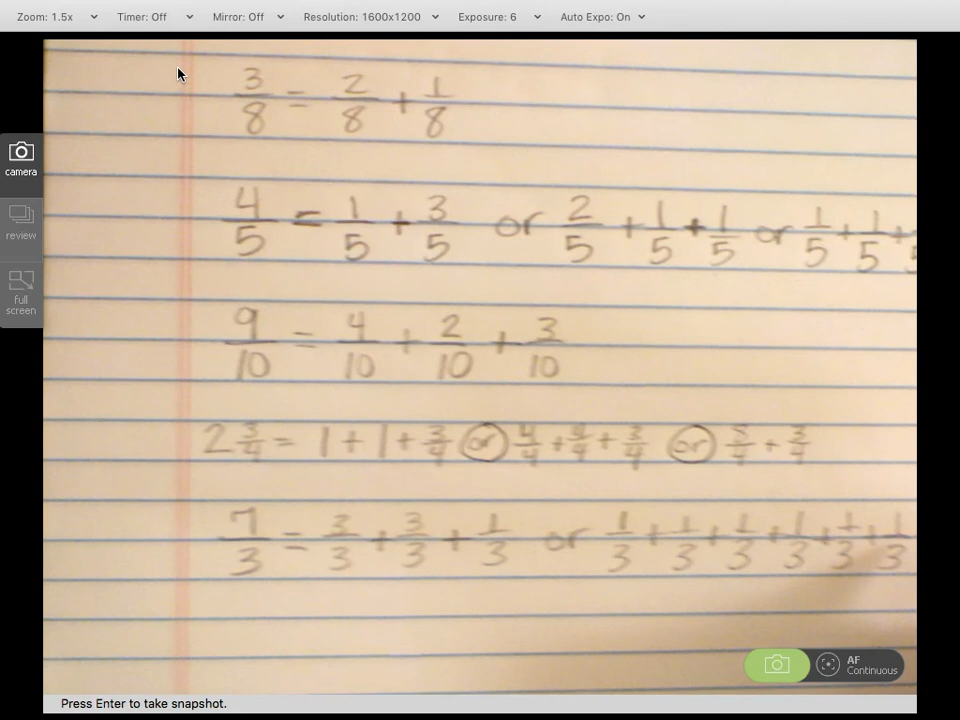 Zoom: 1.5x Timer: Off Mirror: Off Resolution: 1600x1200 Exposure: 6 Auto Expo: On
camera
review
full screen
3/8 = 2/8 + 1/8
4/5 = 1/5 + 3/5 or 2/5 + 1/5 + 1/5 or 1/5 + 1/5 +
9/10 = 4/10 + 2/10 + 3/10
2 3/4 = 1 + 1 + 3/4 or 4/4 + 4/4 + 3/4 or + 3/4
7/3 = 3/3 + 3/3 + 1/3 or 1/3 + 1/3 + 1/3 + 1/3 + 1/3 + 1/3
AF Continuous
Press Enter to take snapshot.